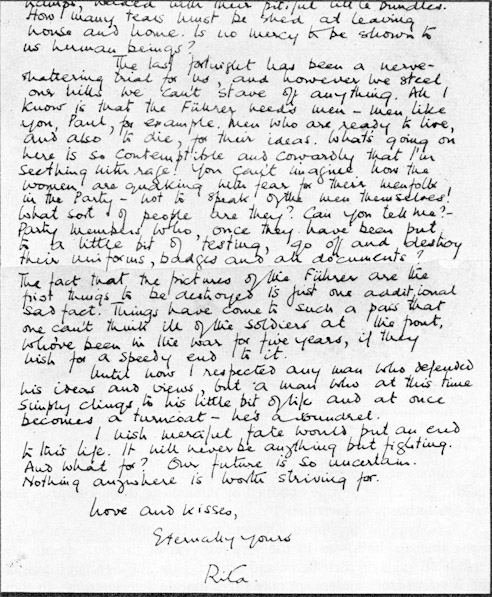 tramps, loaded with their pitiful little bundles.
How many tears must be shed at leaving
house and home. Is no mercy to be shown to
us human beings?
The last fortnight has been a nerve-
shattering trial for us, and however we steel
our wills we can't stave off anything. All I
know is that the Führer needs men – men like
you, Paul, for example. Men who are ready to live,
and also to die, for their ideas. What's going on
here is so contemptible and cowardly that I'm
seething with rage! You can't imagine how the
women are quaking with fear for their menfolk
in the Party – not to speak of the men themselves!
What sort of people are they? Can you tell me? –
Party members who, once they have been put
to a little bit of testing, go off and destroy
their uniforms, badges and all documents?
The fact that the pictures of the Führer are the
first things to be destroyed is just one additional
sad fact. Things have come to such a pass that
one can't think ill of the soldiers at the front,
who've been in the war for five years, if they
wish for a speedy end to it.
Until now I respected any man who defended
his ideas and views, but a man who at this time
simply clings to his little bit of life and at once
becomes a turncoat – he's a scoundrel.
I wish merciful fate would put an end
to this life. It will never be anything but fighting.
And what for? Our future is so uncertain.
Nothing anywhere is worth striving for.
Love and kisses,
Eternally yours
Rita.